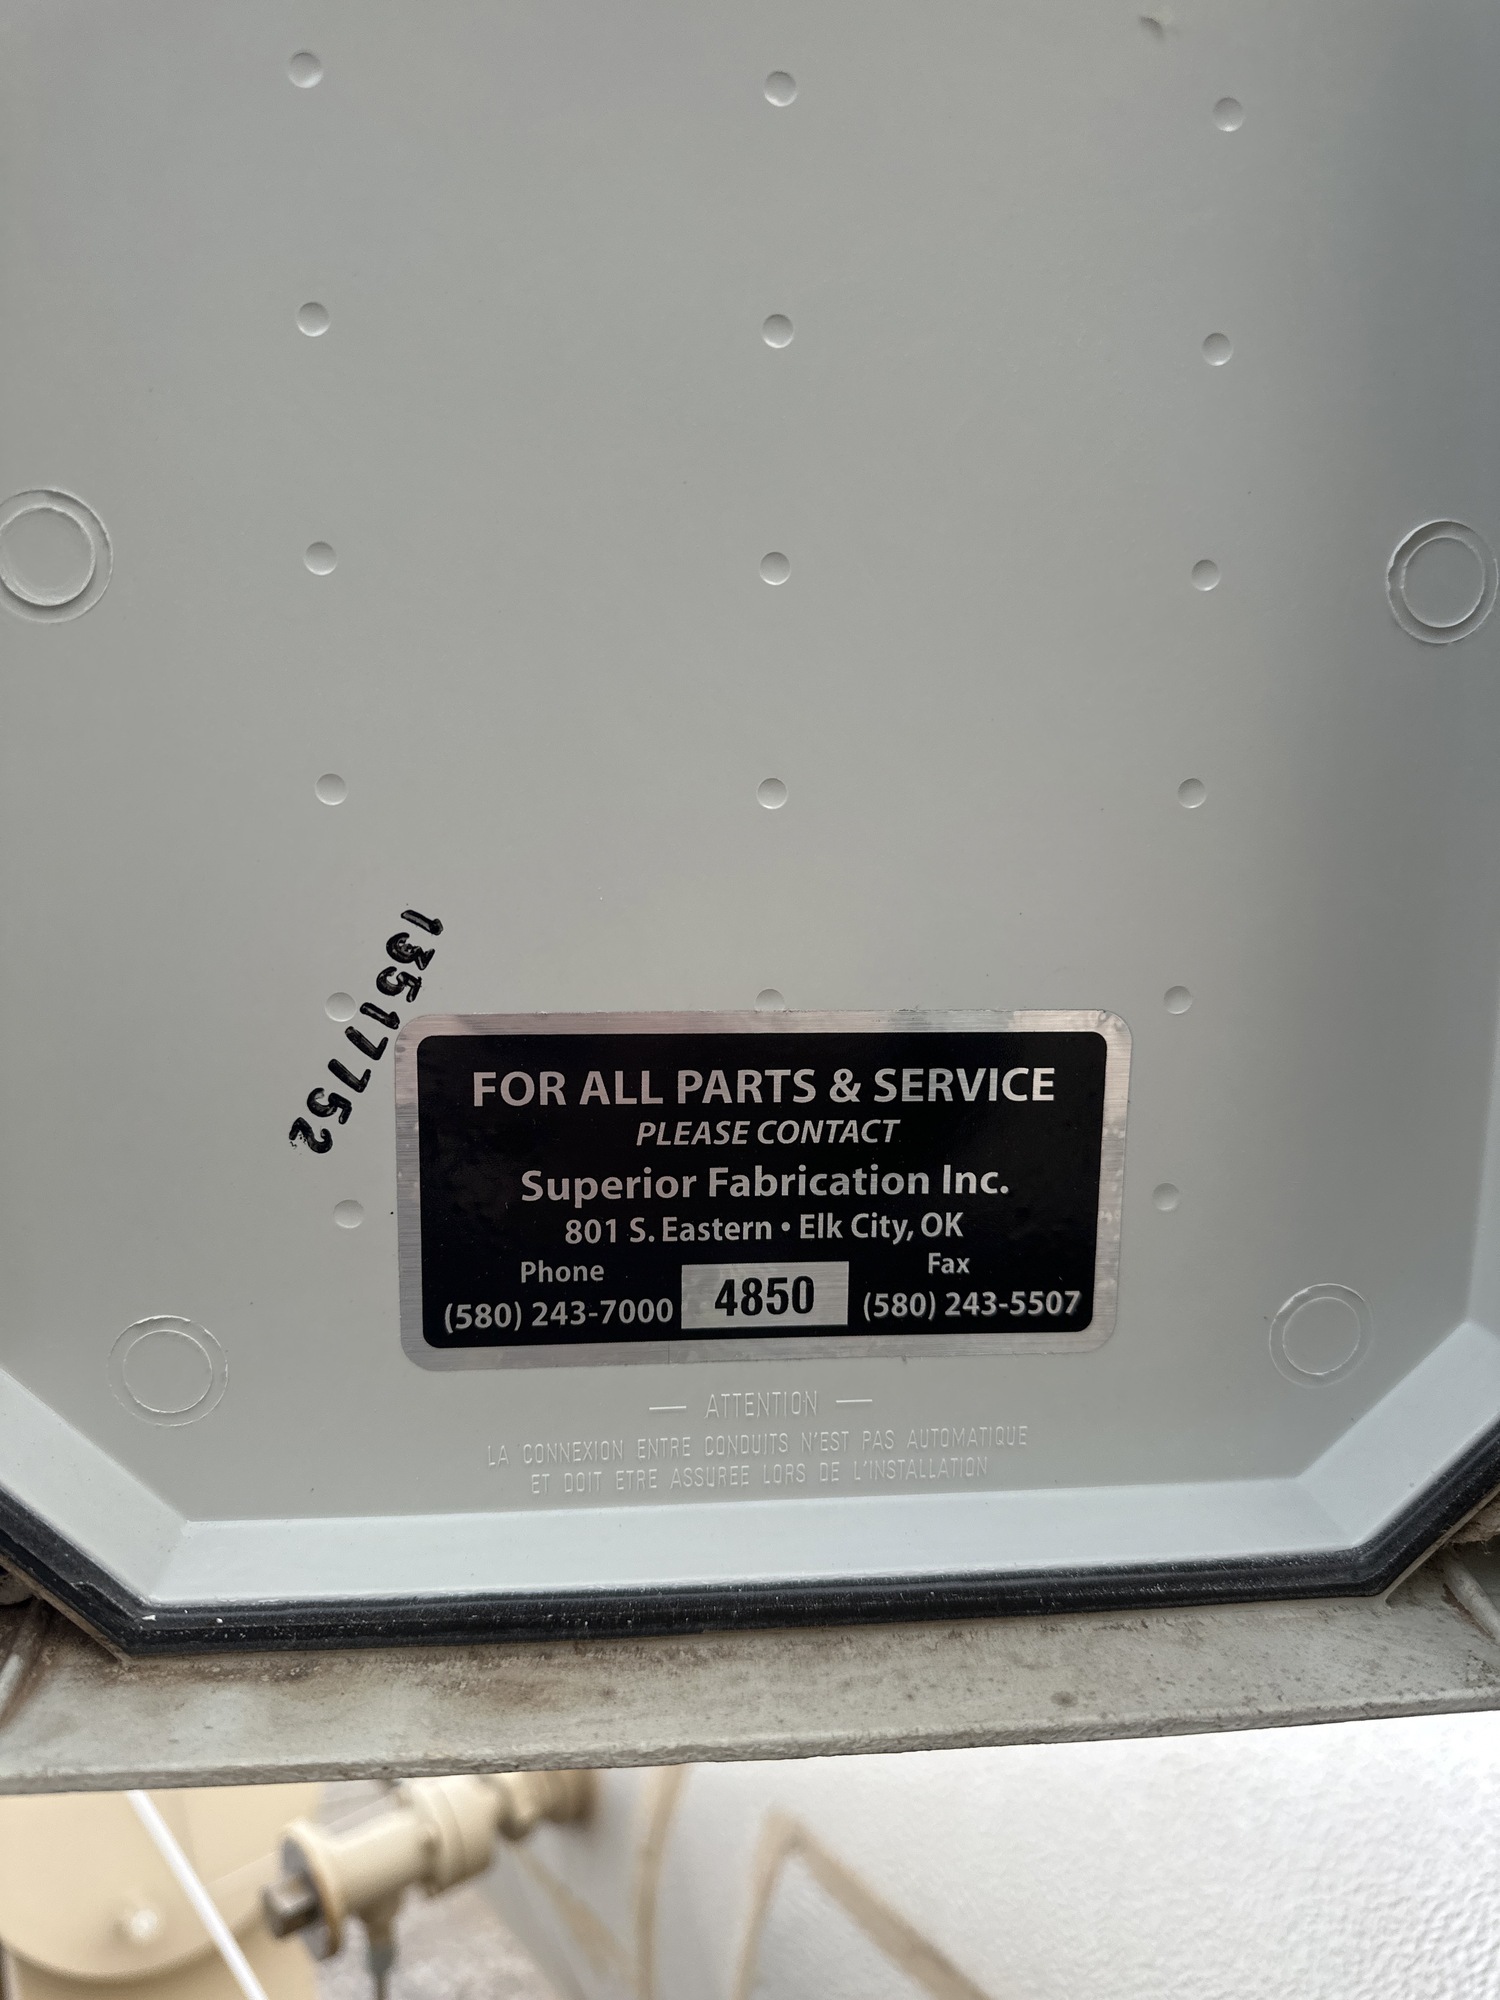 13517752
FOR ALL PARTS & SERVICE
PLEASE CONTACT
Superior Fabrication Inc.
801 S. Eastern • Elk City, OK
Phone
Fax
(580) 243-7000
4850
(580) 243-5507
— ATTENTION —
LA CONNEXION ENTRE CONDUITS N'EST PAS AUTOMATIQUE
ET DOIT ETRE ASSUREE LORS DE L'INSTALLATION